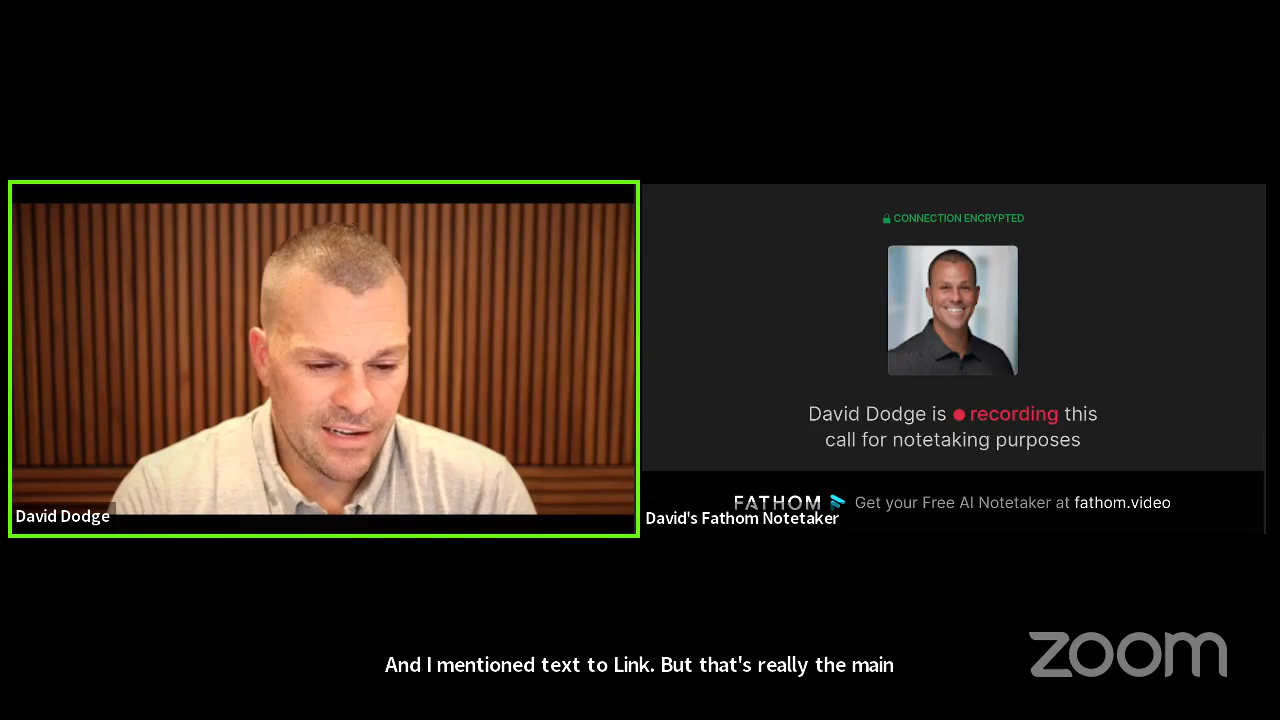 CONNECTION ENCRYPTED
David Dodge is recording this
call for notetaking purposes
FATHOM Get your Free AI Notetaker at fathom.video
David Dodge
David's Fathom Notetaker
And I mentioned text to Link. But that's really the main
zoom